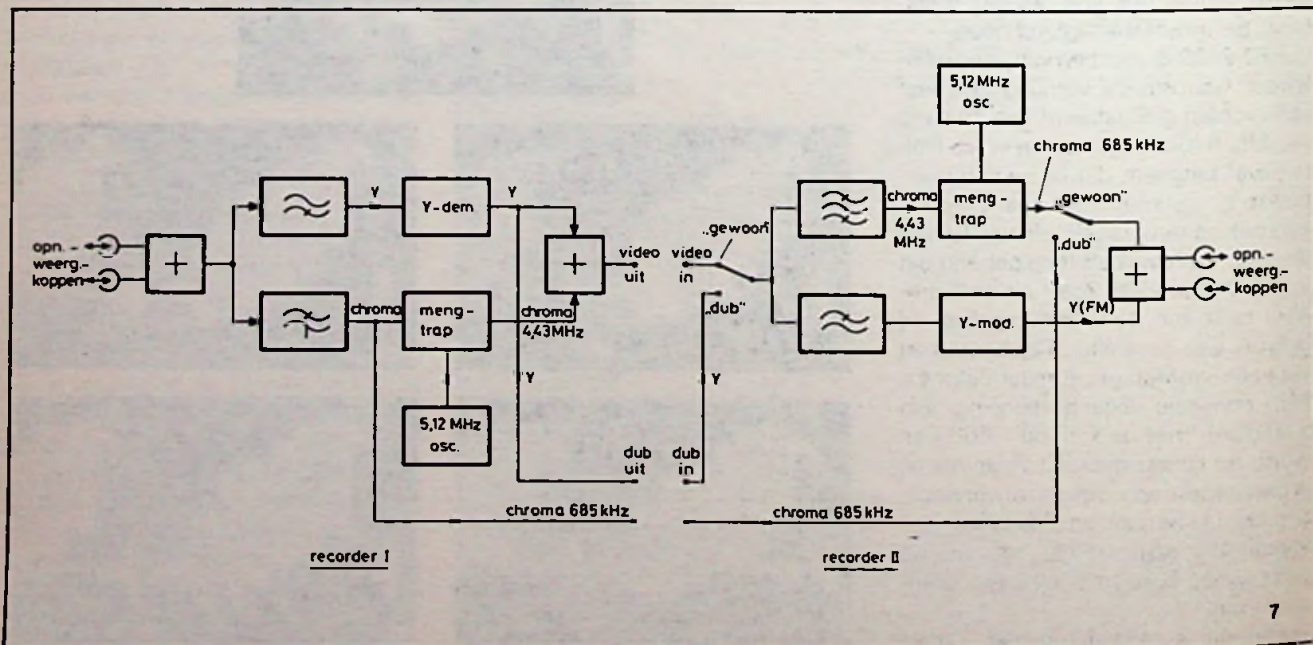 5,12 MHz
osc.
chroma 685 kHz
Y
Y-dem.
Y
opn.-
weerg.-
koppen
+
+
video
uit
chroma
meng-
trap
chroma
4,43MHz
5,12 MHz
osc.
Y
dub
uit
chroma 685 kHz
recorder I
„gewoon"
video
in
„dub"
Y
dub
in
chroma
4,43
MHz
meng-
trap
„gewoon"
„dub"
+
opn.-
weerg.-
koppen
Y-mod.
Y(FM)
chroma 685 kHz
recorder II
7